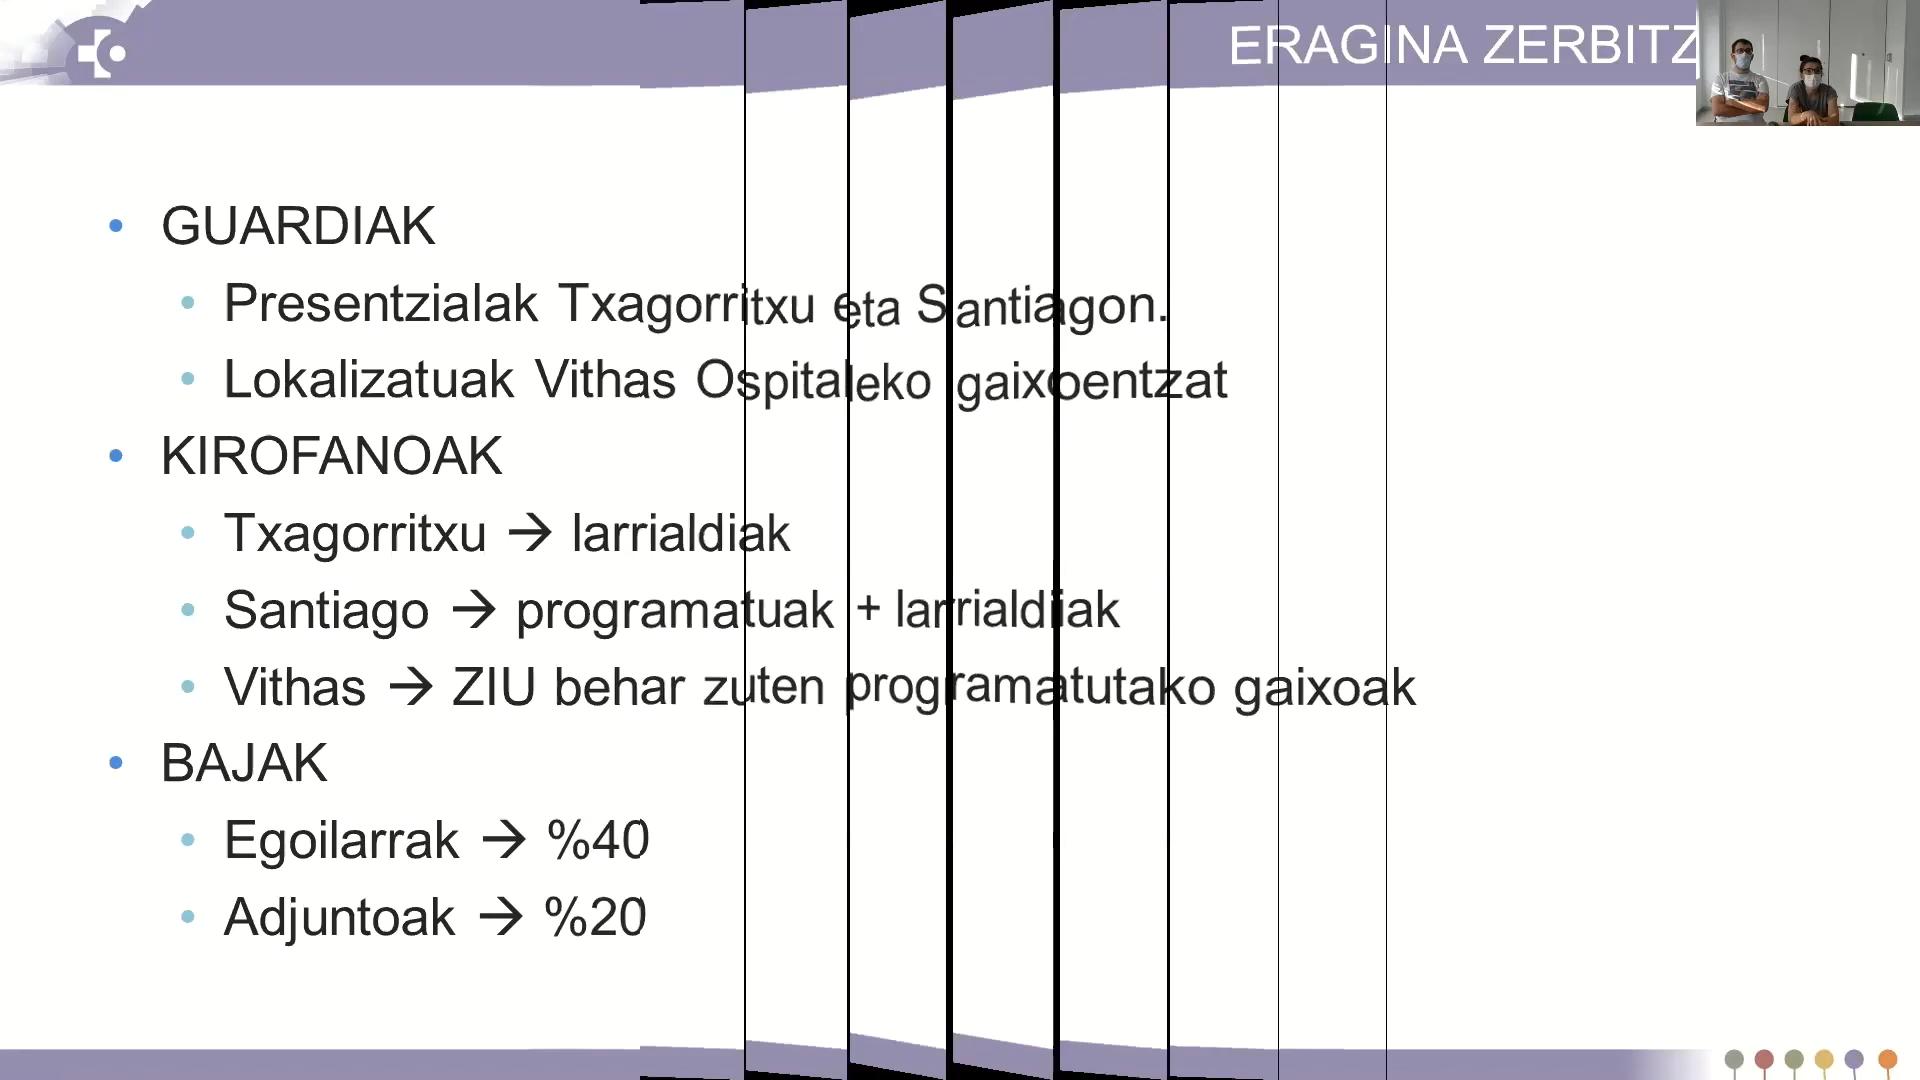 ERAGINA ZERBITZ
• GUARDIAK
• Presentzialak Txagorritxu eta Santiagon.
• Lokalizatuak Vithas Ospitaleko gaixoentzat
• KIROFANOAK
• Txagorritxu → larrialdiak
• Santiago → programatuak + larrialdiak
• Vithas → ZIU behar zuten programatutako gaixoak
• BAJAK
• Egoilarrak → %40
• Adjuntoak → %20